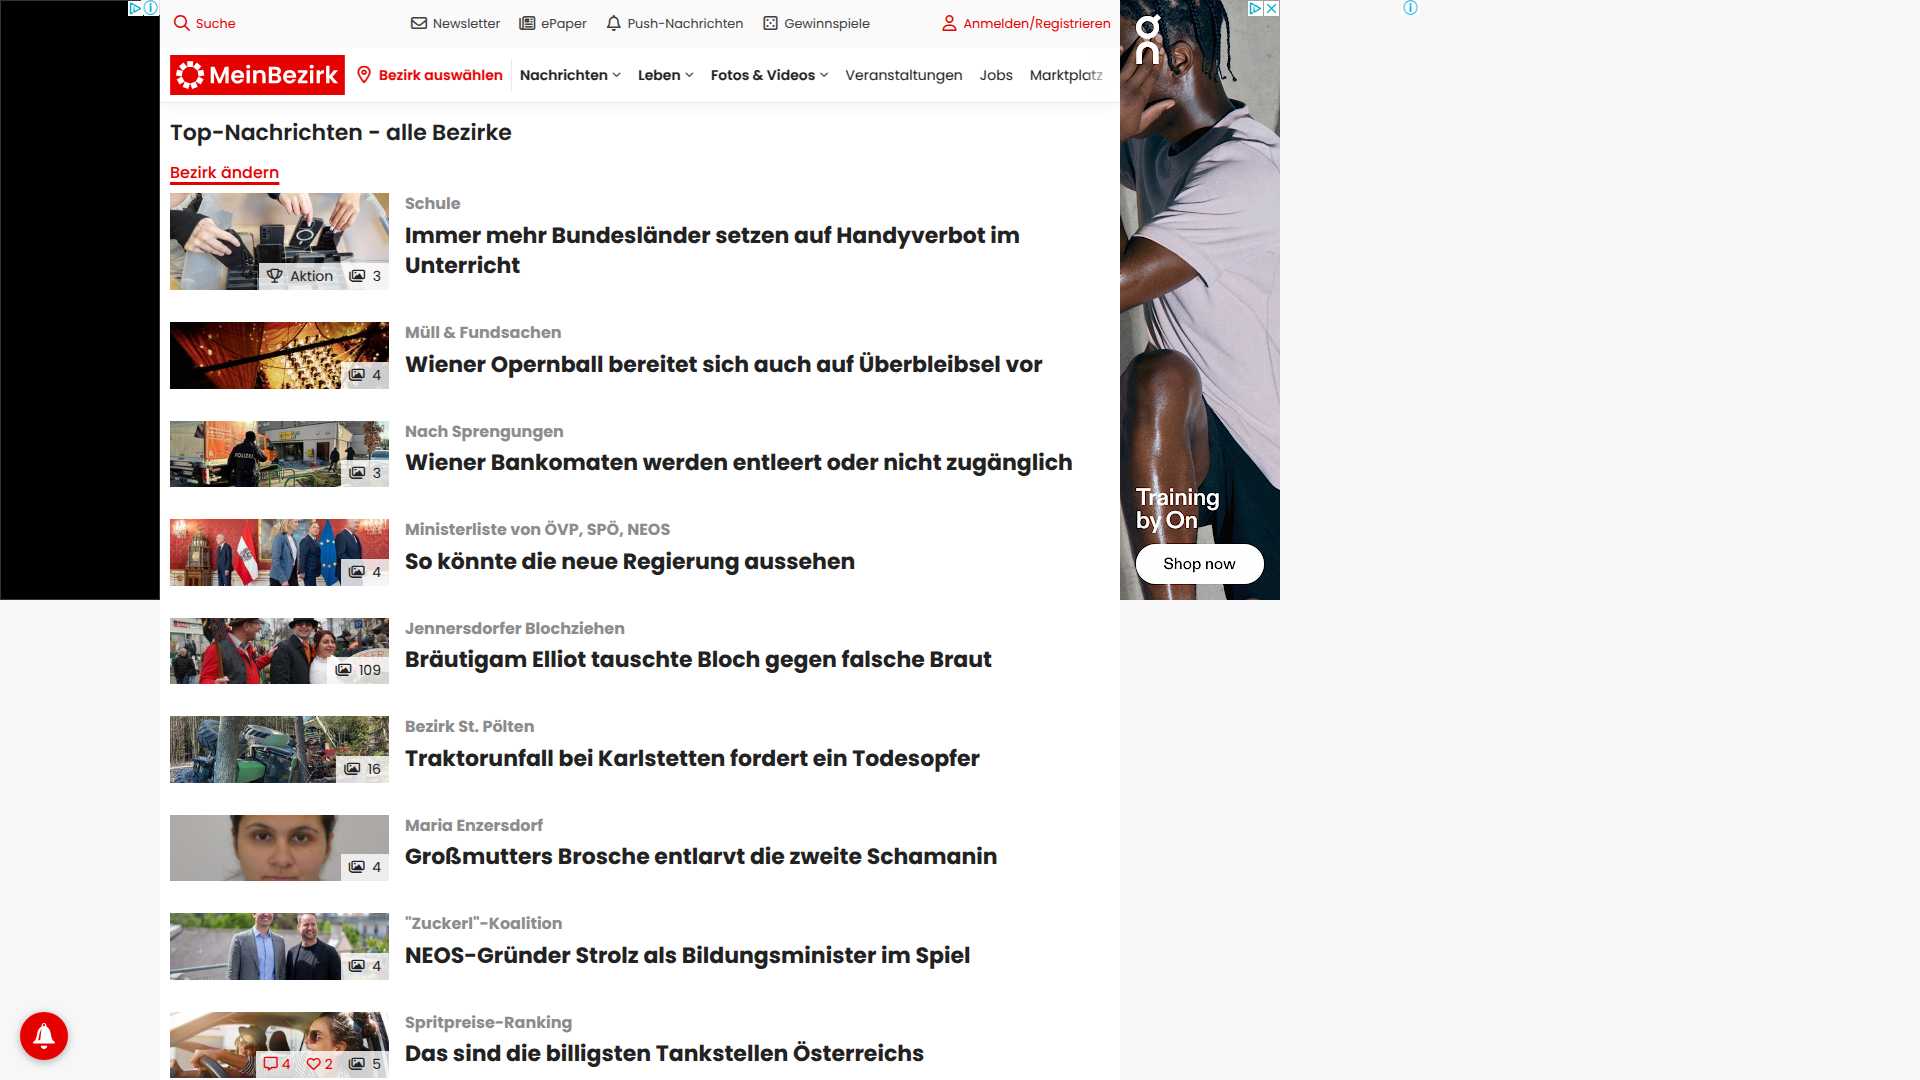 Suche
Newsletter
ePaper
Push-Nachrichten
Gewinnspiele
Anmelden/Registrieren
MeinBezirk
Bezirk auswählen
Nachrichten
Leben
Fotos & Videos
Veranstaltungen
Jobs
Marktplatz
Top-Nachrichten - alle Bezirke
Bezirk ändern
Aktion
3
Schule
Immer mehr Bundesländer setzen auf Handyverbot im
Unterricht
4
Müll & Fundsachen
Wiener Opernball bereitet sich auch auf Überbleibsel vor
POLIZEI
3
Nach Sprengungen
Wiener Bankomaten werden entleert oder nicht zugänglich
4
Ministerliste von ÖVP, SPÖ, NEOS
So könnte die neue Regierung aussehen
109
Jennersdorfer Blochziehen
Bräutigam Elliot tauschte Bloch gegen falsche Braut
16
Bezirk St. Pölten
Traktorunfall bei Karlstetten fordert ein Todesopfer
4
Maria Enzersdorf
Großmutters Brosche entlarvt die zweite Schamanin
4
"Zuckerl"-Koalition
NEOS-Gründer Strolz als Bildungsminister im Spiel
4
2
5
Spritpreise-Ranking
Das sind die billigsten Tankstellen Österreichs
On
Training
by On
Shop now